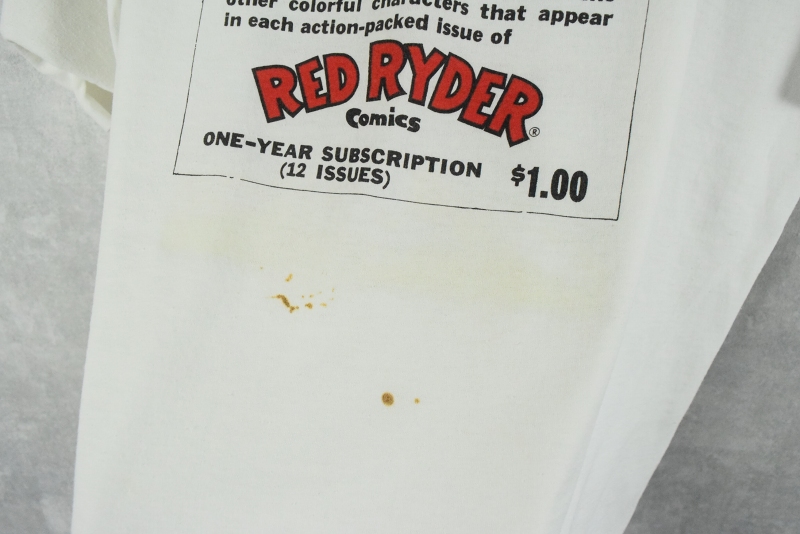 other colorful characters that appear
in each action-packed issue of
RED RYDER®
Comics
ONE-YEAR SUBSCRIPTION
(12 ISSUES)
$1.00